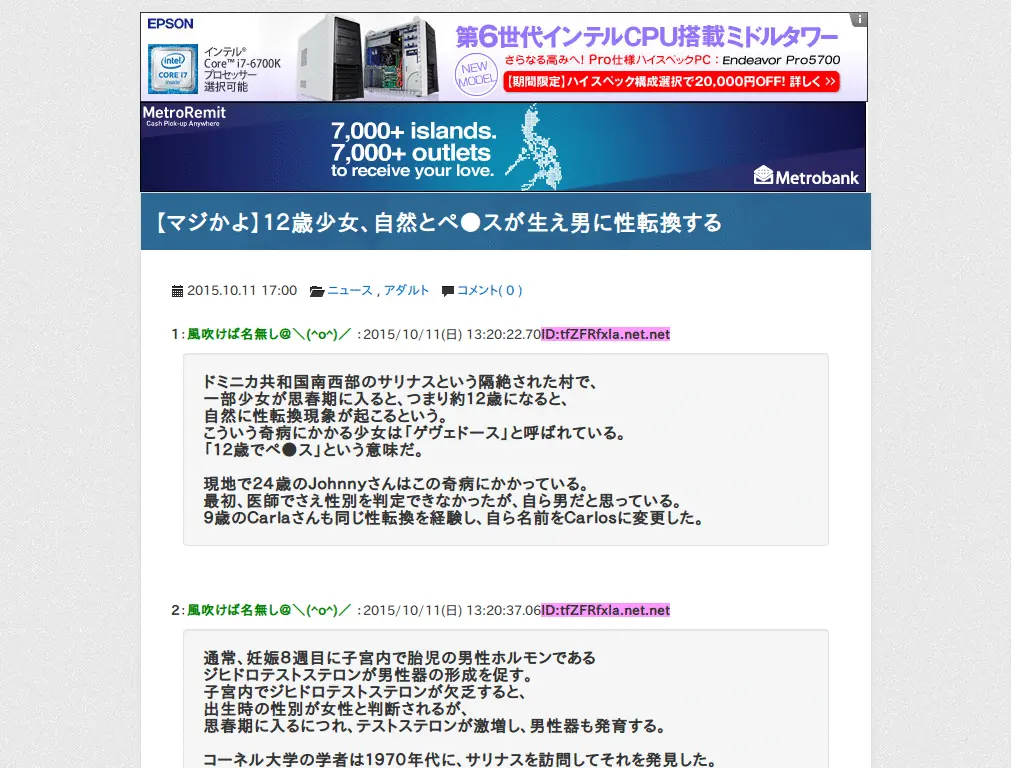 EPSON
インテル®
Core™ i7-6700K
プロセッサー
選択可能
intel
CORE i7
inside
第6世代インテルCPU搭載ミドルタワー
NEW
MODEL
さらなる高みへ! Pro仕様ハイスペックPC：Endeavor Pro5700
【期間限定】ハイスペック構成選択で20,000円OFF! 詳しく >>
MetroRemit
Cash Pick-up Anywhere
7,000+ islands.
7,000+ outlets
to receive your love.
Metrobank
【マジかよ】12歳少女、自然とペ●スが生え男に性転換する
2015.10.11 17:00 ニュース , アダルト コメント( 0 )
1：風吹けば名無し＠＼(^o^)／ ：2015/10/11(日) 13:20:22.70ID:tfZFRfxIa.net.net
ドミニカ共和国南西部のサリナスという隔絶された村で、
一部少女が思春期に入ると、つまり約12歳になると、
自然に性転換現象が起こるという。
こういう奇病にかかる少女は「ゲヴェドース」と呼ばれている。
「12歳でペ●ス」という意味だ。
現地で24歳のJohnnyさんはこの奇病にかかっている。
最初、医師でさえ性別を判定できなかったが、自ら男だと思っている。
9歳のCarlaさんも同じ性転換を経験し、自ら名前をCarlosに変更した。
2：風吹けば名無し＠＼(^o^)／ ：2015/10/11(日) 13:20:37.06ID:tfZFRfxIa.net.net
通常、妊娠8週目に子宮内で胎児の男性ホルモンである
ジヒドロテストステロンが男性器の形成を促す。
子宮内でジヒドロテストステロンが欠乏すると、
出生時の性別が女性と判断されるが、
思春期に入るにつれ、テストステロンが激増し、男性器も発育する。
コーネル大学の学者は1970年代に、サリナスを訪問してそれを発見した。